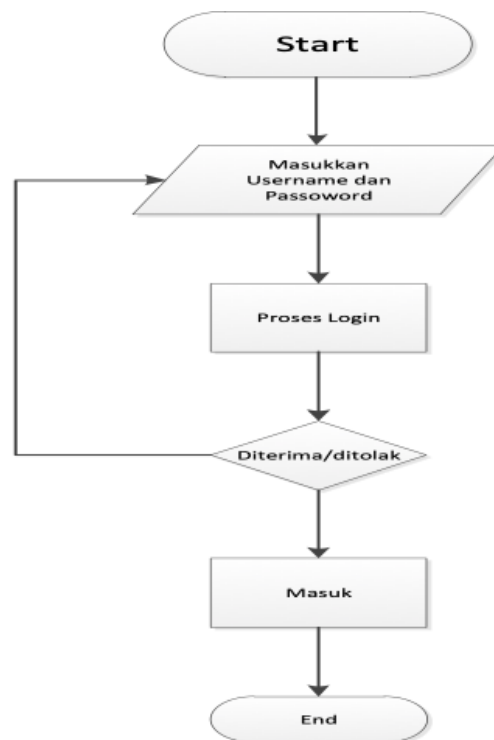 Start
Masukkan
Username dan
Passoword
Proses Login
Diterima/ditolak
Masuk
End